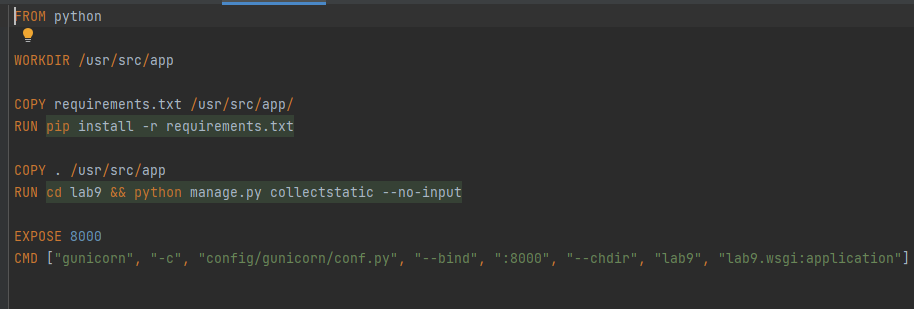 FROM python
WORKDIR /usr/src/app
COPY requirements.txt /usr/src/app/
RUN pip install -r requirements.txt
COPY . /usr/src/app
RUN cd lab9 && python manage.py collectstatic --no-input
EXPOSE 8000
CMD ["gunicorn", "-c", "config/gunicorn/conf.py", "--bind", ":8000", "--chdir", "lab9", "lab9.wsgi:application"]